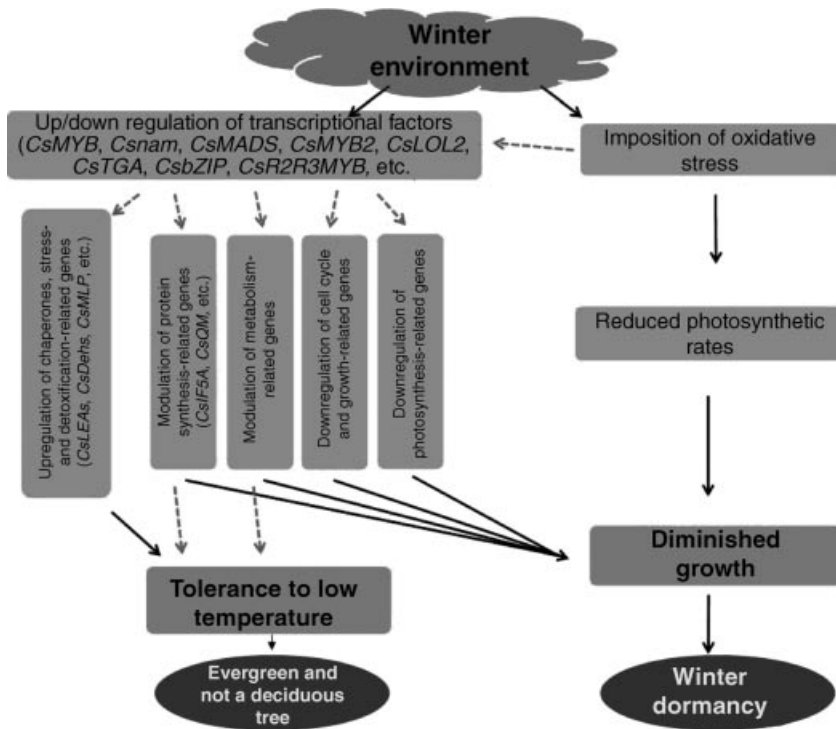 Winter
environment
Up/down regulation of transcriptional factors
(CsMYB, Csnam, CsMADS, CsMYB2, CsLOL2,
CsTGA, CsbZIP, CsR2R3MYB, etc.
Imposition of oxidative
stress
Upregulation of chaperones, stress-
and detoxification-related genes
(CsLEAs, CsDehs, CsMLP, etc.)
Modulation of protein
synthesis-related genes
(CsIF5A, CsQM, etc.)
Modulation of metabolism-
related genes
Downregulation of cell cycle
and growth-related genes
Downregulation of
photosynthesis-related genes
Reduced photosynthetic
rates
Tolerance to low
temperature
Diminished
growth
Evergreen and
not a deciduous
tree
Winter
dormancy